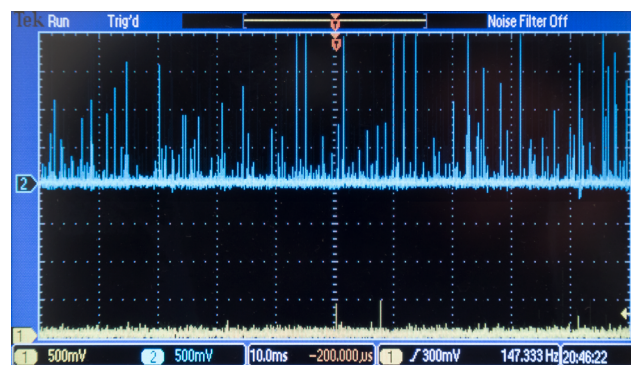 Tek Run Trig'd Noise Filter Off
2
1
1 500mV 2 500mV 10.0ms -200.000µs 1 300mV 147.333 Hz 20:46:22